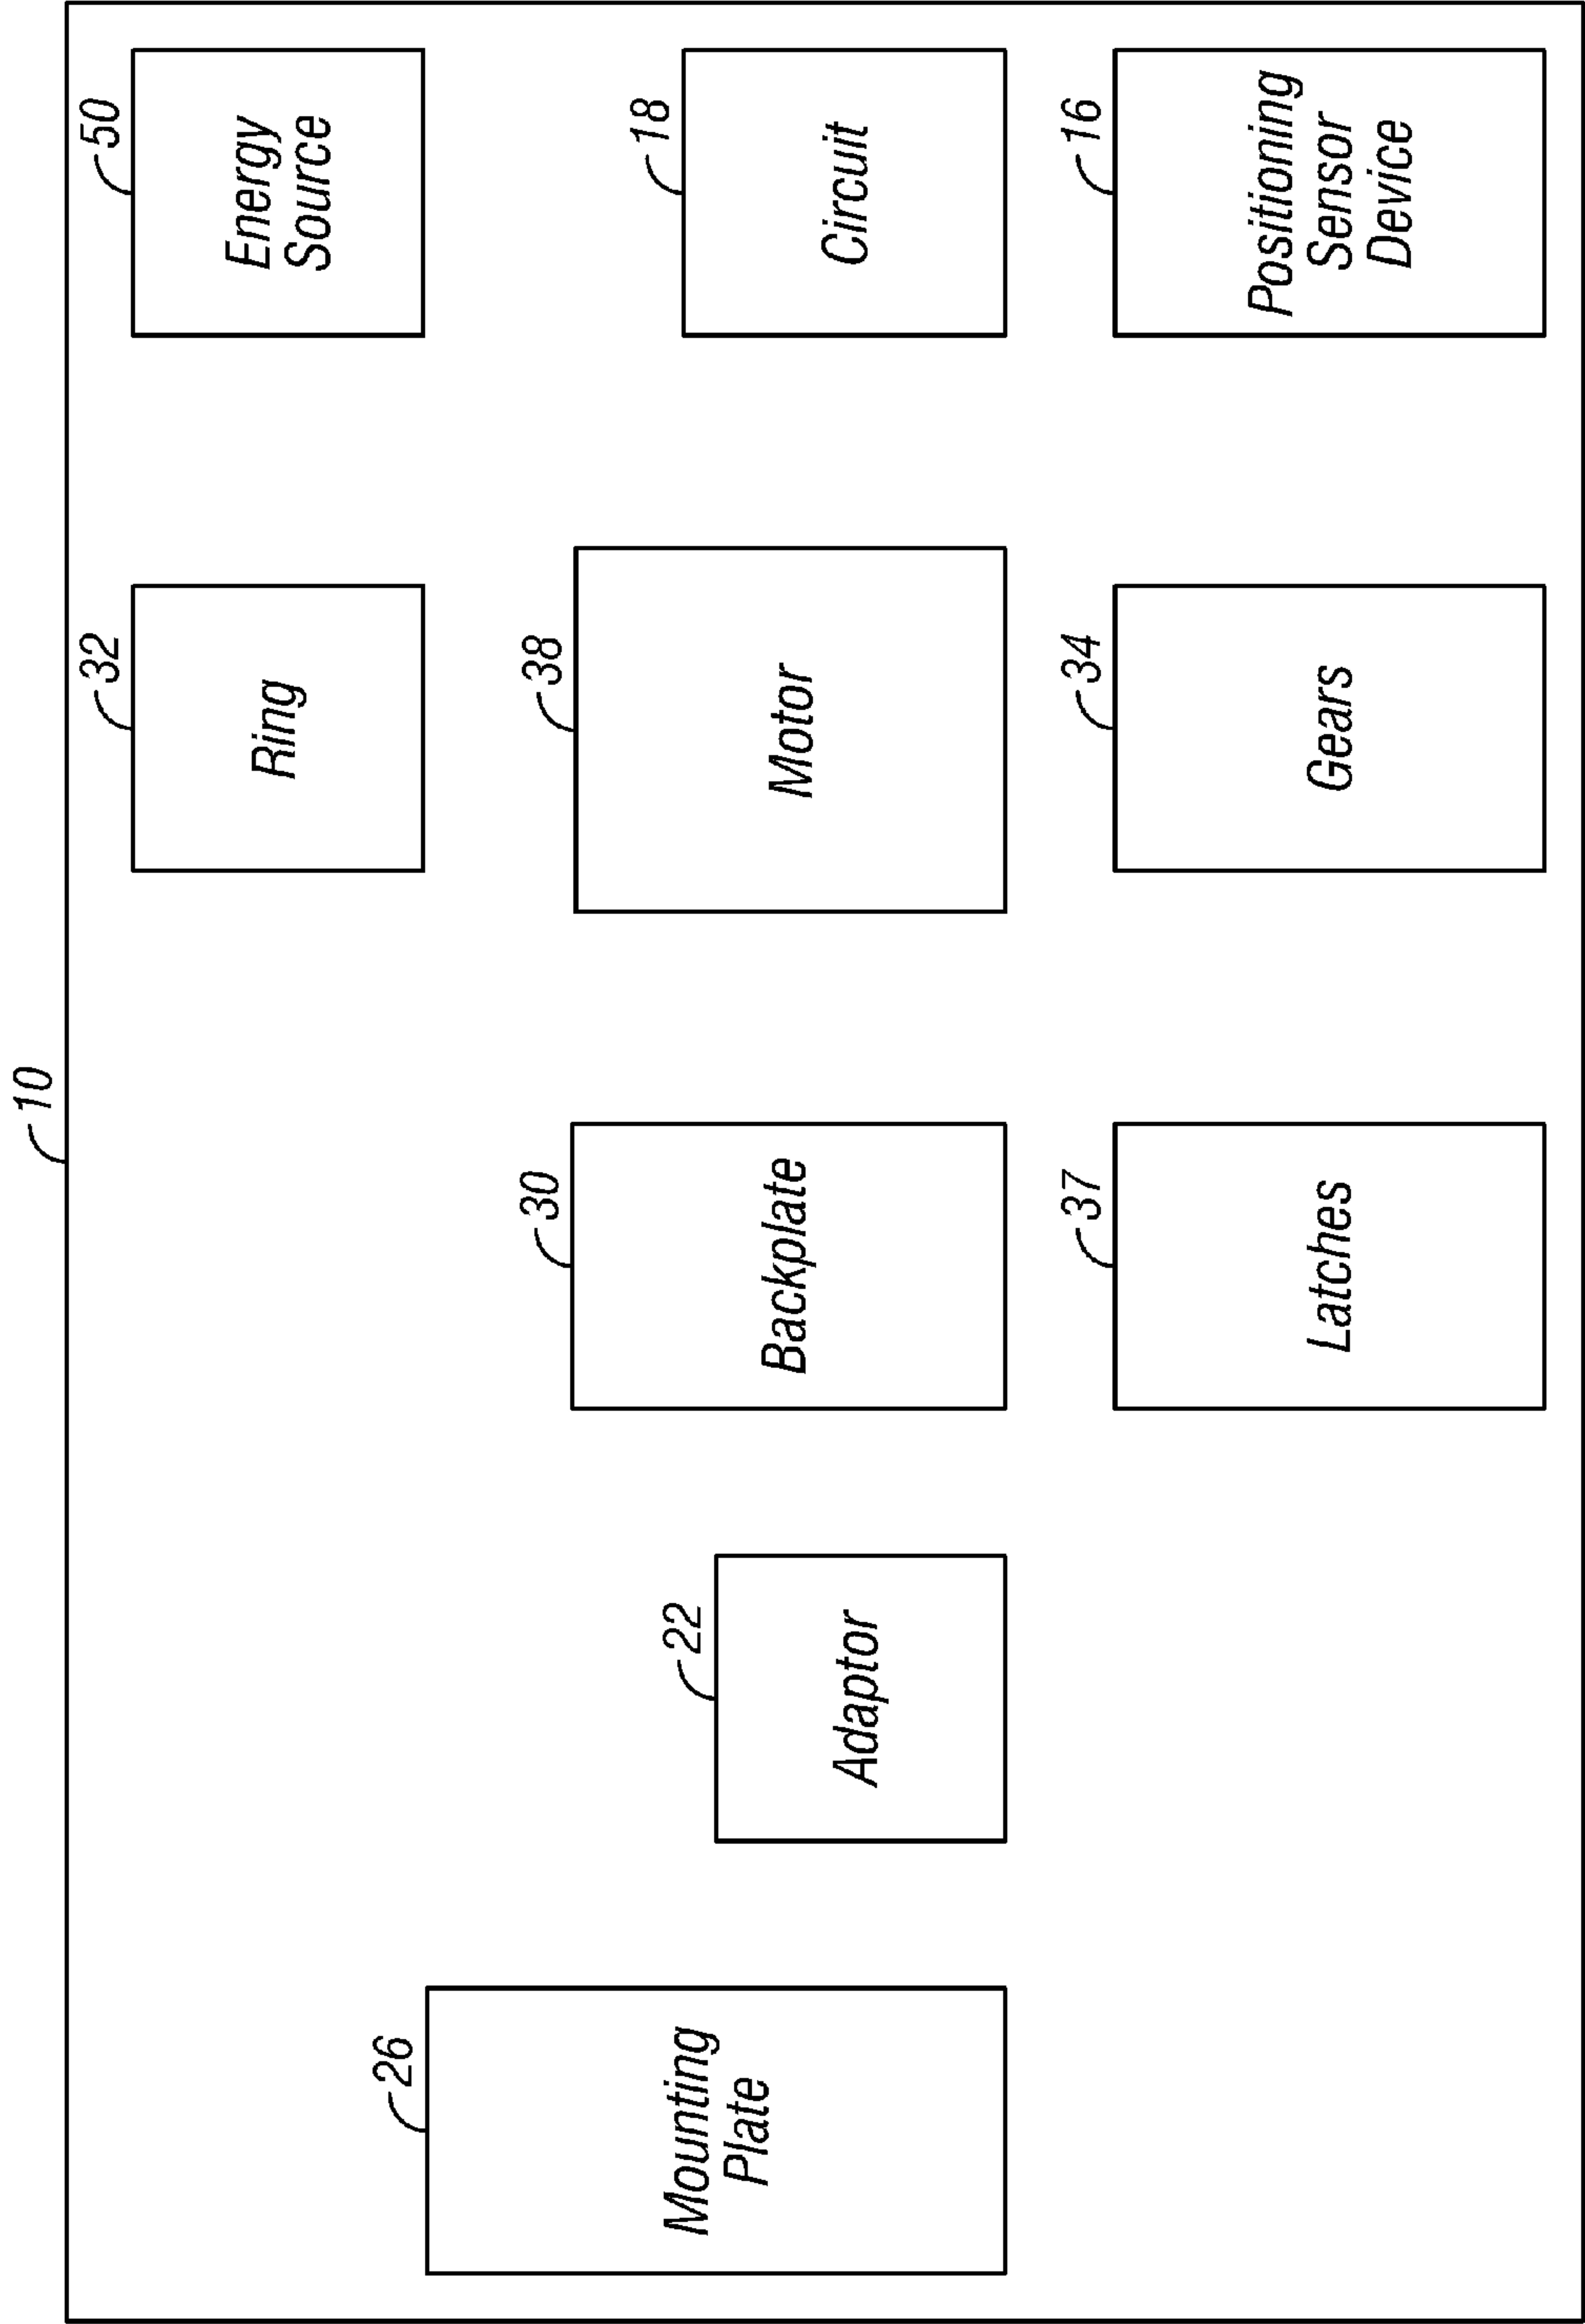 10
26
Mounting
Plate
22
Adaptor
30
Backplate
37
Latches
32
Ring
38
Motor
34
Gears
50
Energy
Source
18
Circuit
16
Positioning
Sensor
Device